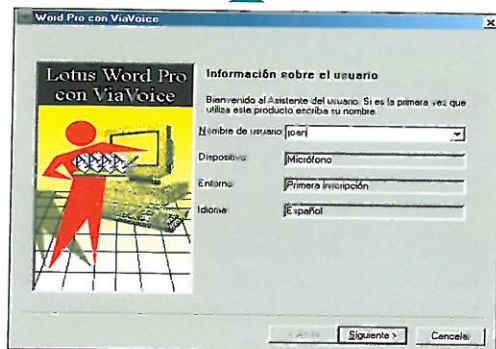 Word Pro con ViaVoice
Lotus Word Pro
con ViaVoice
Información sobre el usuario
Bienvenido al Asistente del usuario. Si es la primera vez que
utiliza este producto escriba su nombre.
Nombre de usuario joan
Dispositivo Micrófono
Entorno Primera inscripción
Idioma Español
< Atrás Siguiente > Cancelar